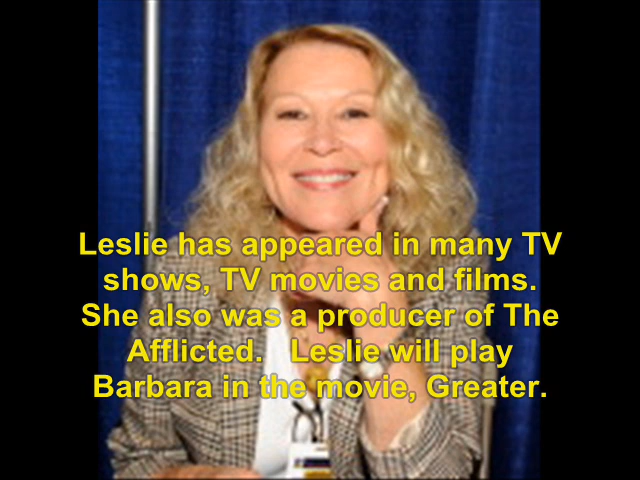 Leslie has appeared in many TV
shows, TV movies and films.
She also was a producer of The
Afflicted.   Leslie will play
Barbara in the movie, Greater.